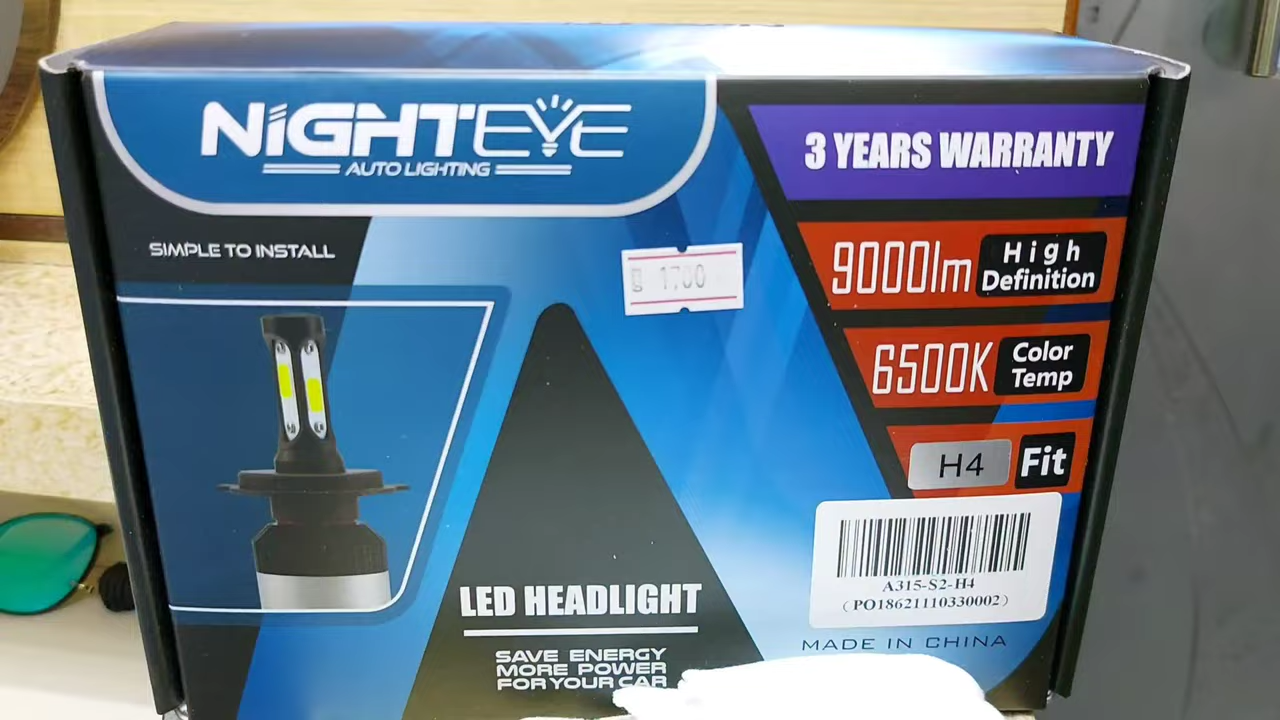 NIGHTEYE
AUTO LIGHTING
3 YEARS WARRANTY
SIMPLE TO INSTALL
9000lm High Definition
6500K Color Temp
H4 Fit
A315-S2-H4
(PO18621110330002)
MADE IN CHINA
LED HEADLIGHT
SAVE ENERGY
MORE POWER
FOR YOUR CAR